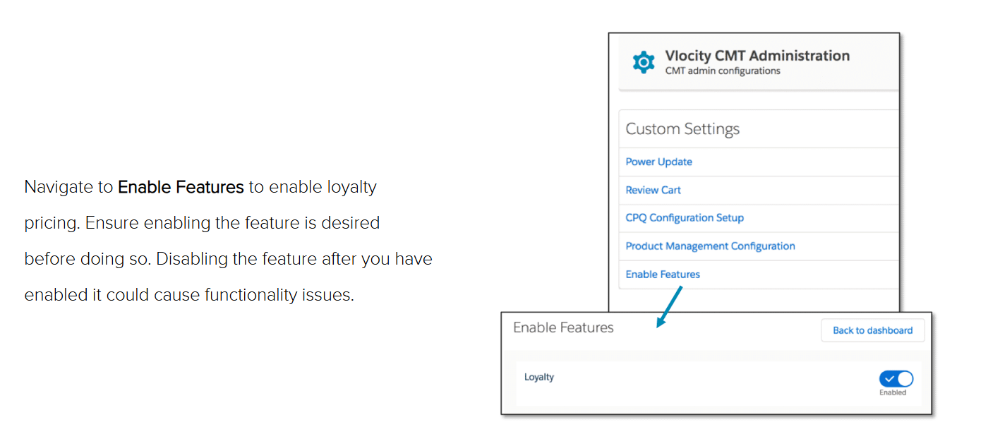 Navigate to Enable Features to enable loyalty
pricing. Ensure enabling the feature is desired
before doing so. Disabling the feature after you have
enabled it could cause functionality issues.
Vlocity CMT Administration
CMT admin configurations
Custom Settings
Power Update
Review Cart
CPQ Configuration Setup
Product Management Configuration
Enable Features
Enable Features
Back to dashboard
Loyalty
Enabled